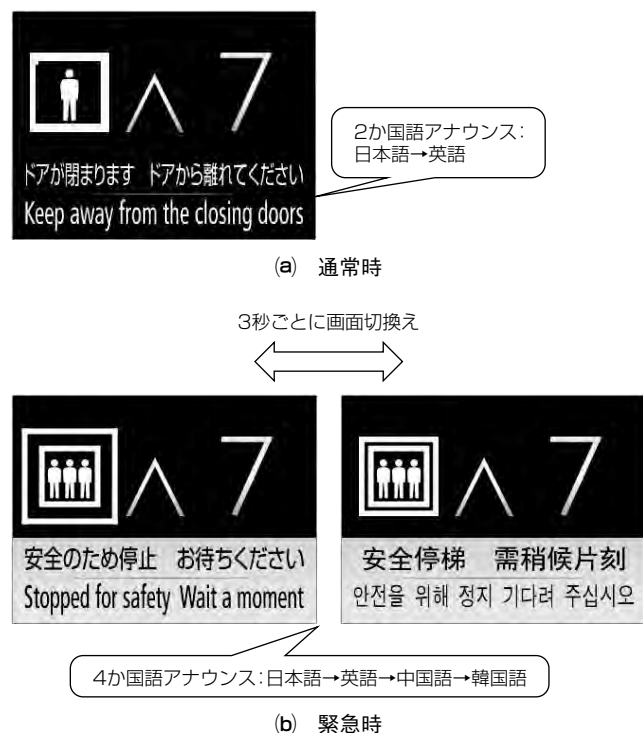 7
ドアが閉まります ドアから離れてください
Keep away from the closing doors
2か国語アナウンス:
日本語→英語
(a) 通常時
3秒ごとに画面切換え
7
安全のため停止 お待ちください
Stopped for safety Wait a moment
7
安全停梯 需稍候片刻
안전을 위해 정지 기다려 주십시오
4か国語アナウンス:日本語→英語→中国語→韓国語
(b) 緊急時